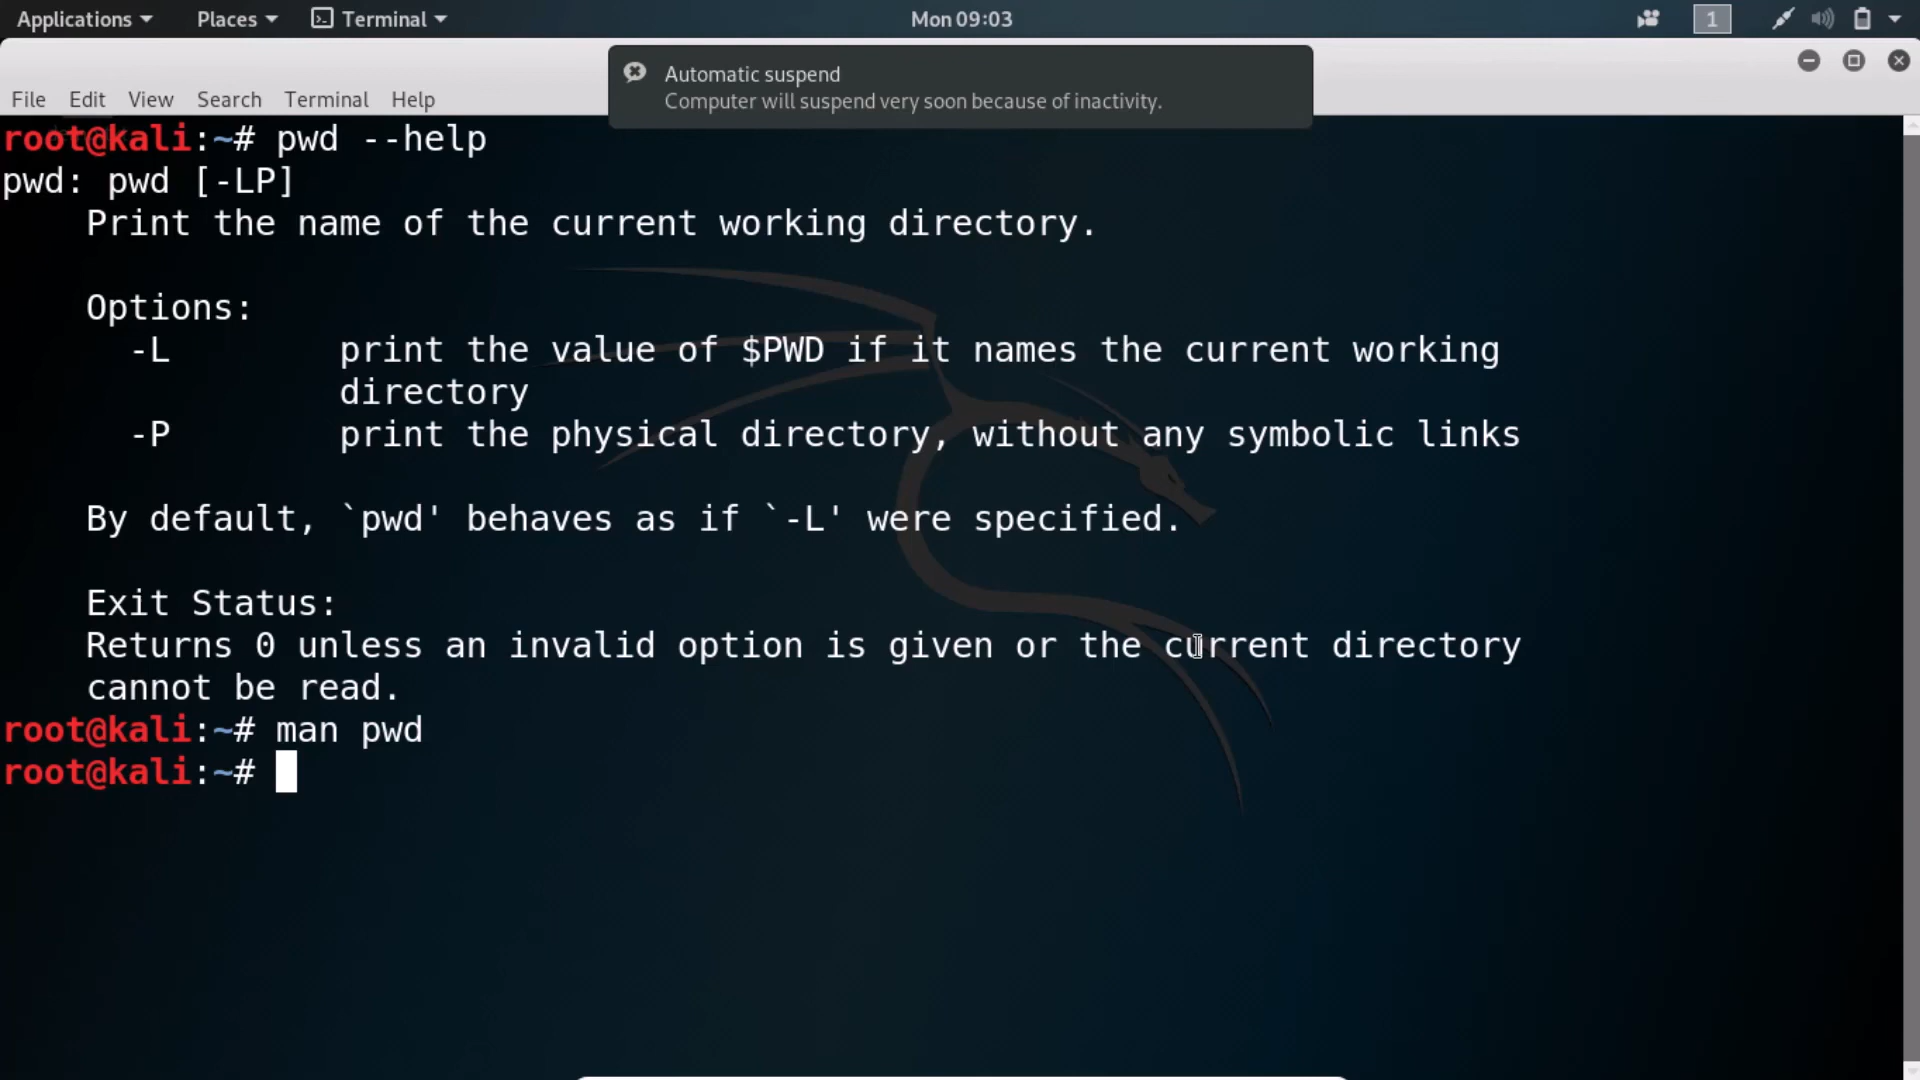 Applications Places Terminal Mon 09:03 1
Automatic suspend
Computer will suspend very soon because of inactivity.
File Edit View Search Terminal Help
root@kali:~# pwd --help
pwd: pwd [-LP]
    Print the name of the current working directory.

    Options:
      -L        print the value of $PWD if it names the current working
                directory
      -P        print the physical directory, without any symbolic links

    By default, `pwd' behaves as if `-L' were specified.

    Exit Status:
    Returns 0 unless an invalid option is given or the current directory
    cannot be read.
root@kali:~# man pwd
root@kali:~#